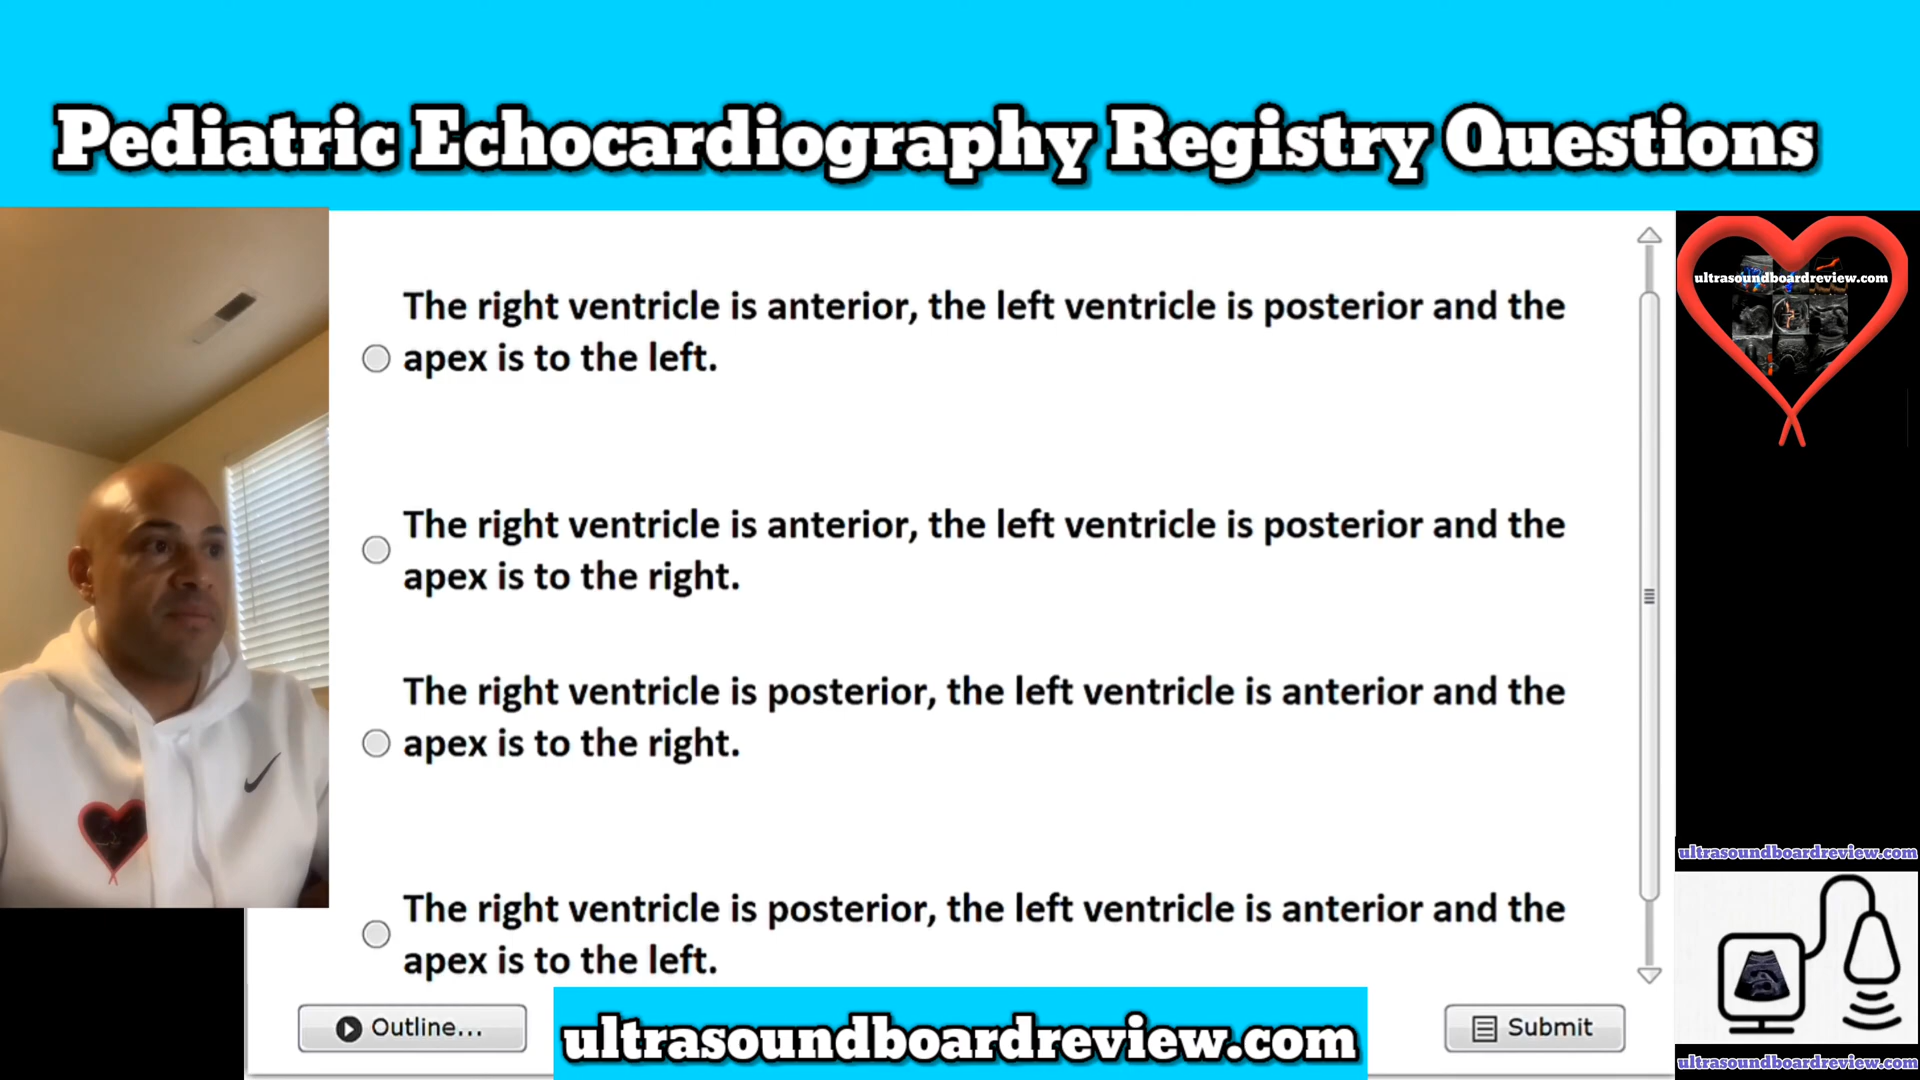 Pediatric Echocardiography Registry Questions
ultrasoundboardreview.com
The right ventricle is anterior, the left ventricle is posterior and the
apex is to the left.
The right ventricle is anterior, the left ventricle is posterior and the
apex is to the right.
The right ventricle is posterior, the left ventricle is anterior and the
apex is to the right.
The right ventricle is posterior, the left ventricle is anterior and the
apex is to the left.
ultrasoundboardreview.com
Outline...
ultrasoundboardreview.com
Submit
ultrasoundboardreview.com